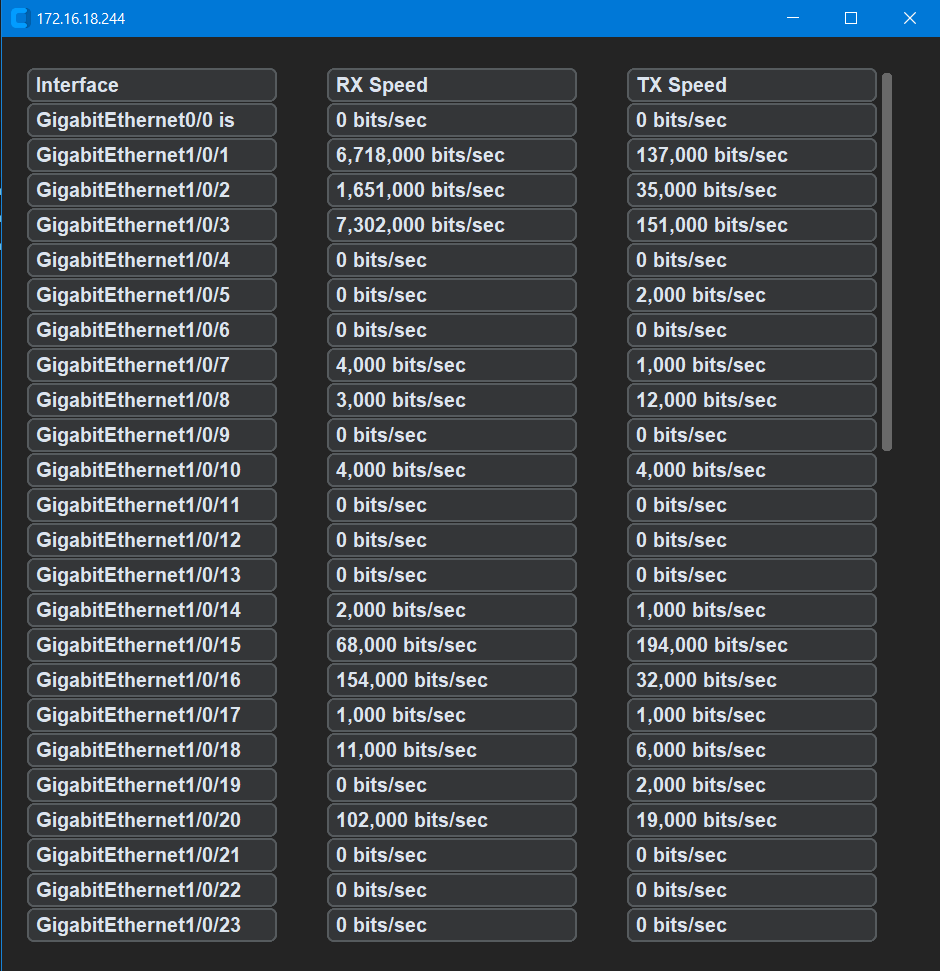 172.16.18.244
Interface RX Speed TX Speed
GigabitEthernet0/0 is 0 bits/sec 0 bits/sec
GigabitEthernet1/0/1 6,718,000 bits/sec 137,000 bits/sec
GigabitEthernet1/0/2 1,651,000 bits/sec 35,000 bits/sec
GigabitEthernet1/0/3 7,302,000 bits/sec 151,000 bits/sec
GigabitEthernet1/0/4 0 bits/sec 0 bits/sec
GigabitEthernet1/0/5 0 bits/sec 2,000 bits/sec
GigabitEthernet1/0/6 0 bits/sec 0 bits/sec
GigabitEthernet1/0/7 4,000 bits/sec 1,000 bits/sec
GigabitEthernet1/0/8 3,000 bits/sec 12,000 bits/sec
GigabitEthernet1/0/9 0 bits/sec 0 bits/sec
GigabitEthernet1/0/10 4,000 bits/sec 4,000 bits/sec
GigabitEthernet1/0/11 0 bits/sec 0 bits/sec
GigabitEthernet1/0/12 0 bits/sec 0 bits/sec
GigabitEthernet1/0/13 0 bits/sec 0 bits/sec
GigabitEthernet1/0/14 2,000 bits/sec 1,000 bits/sec
GigabitEthernet1/0/15 68,000 bits/sec 194,000 bits/sec
GigabitEthernet1/0/16 154,000 bits/sec 32,000 bits/sec
GigabitEthernet1/0/17 1,000 bits/sec 1,000 bits/sec
GigabitEthernet1/0/18 11,000 bits/sec 6,000 bits/sec
GigabitEthernet1/0/19 0 bits/sec 2,000 bits/sec
GigabitEthernet1/0/20 102,000 bits/sec 19,000 bits/sec
GigabitEthernet1/0/21 0 bits/sec 0 bits/sec
GigabitEthernet1/0/22 0 bits/sec 0 bits/sec
GigabitEthernet1/0/23 0 bits/sec 0 bits/sec